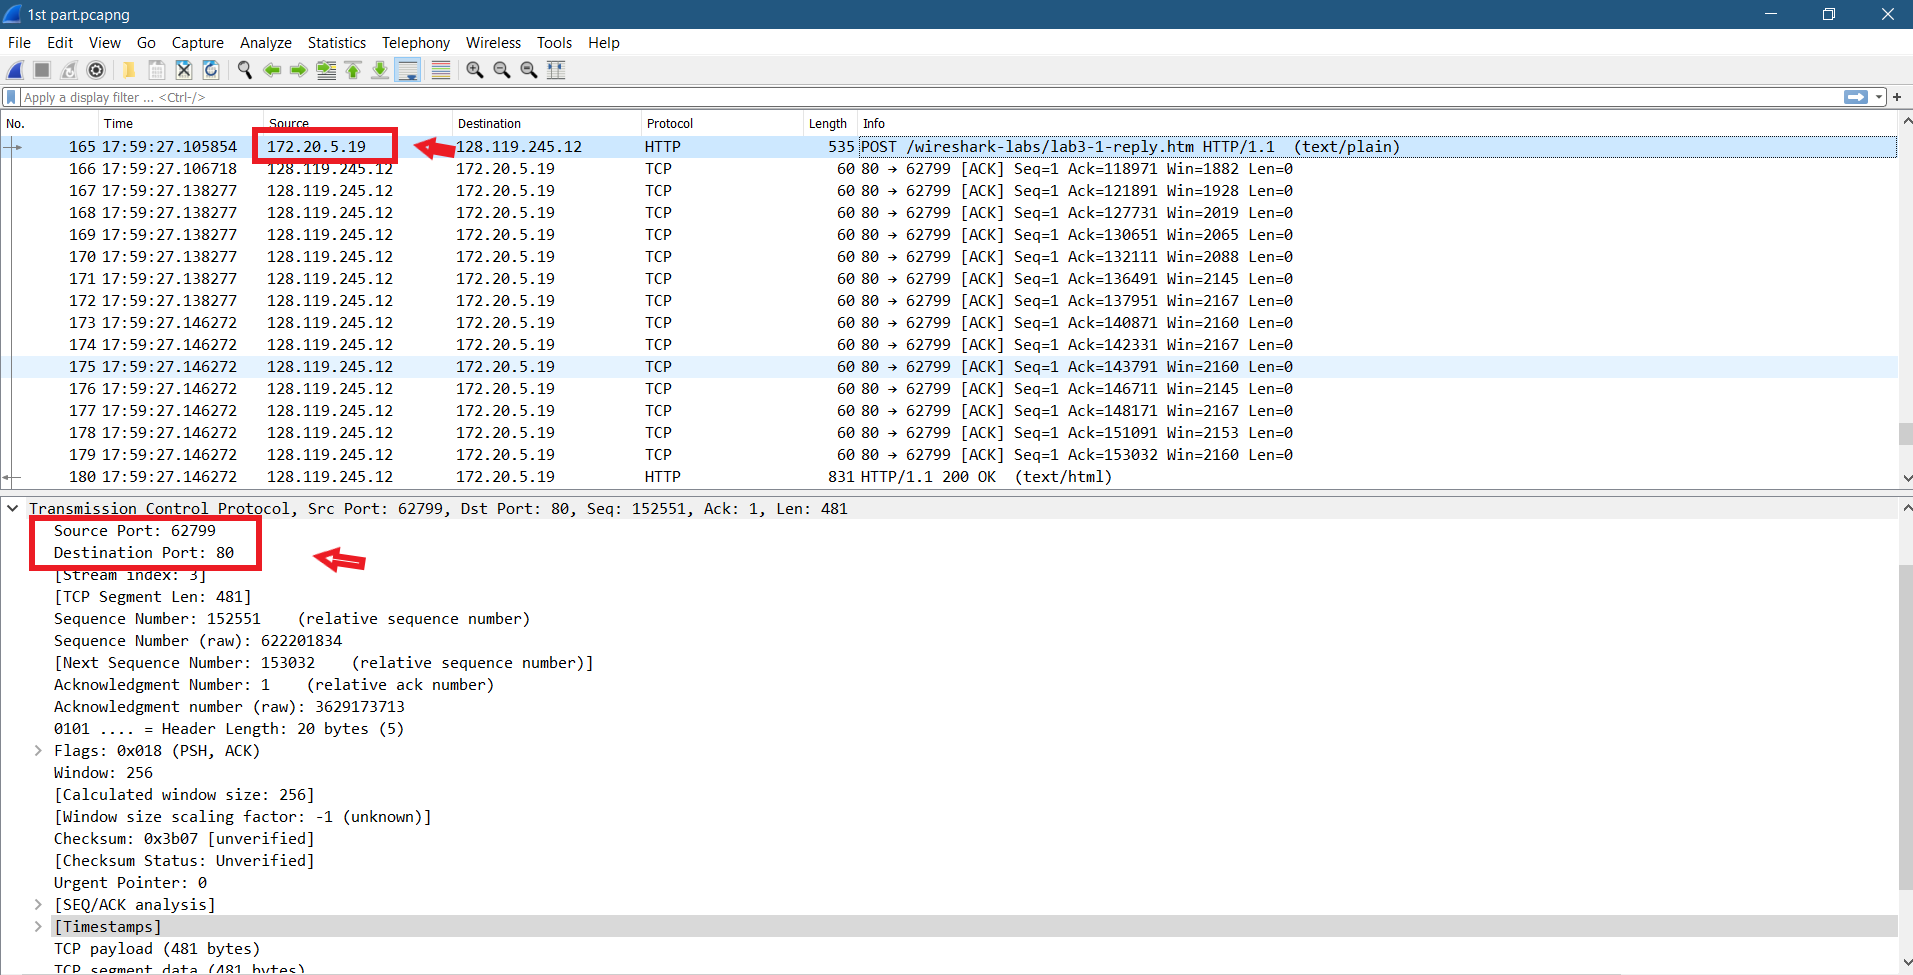 1st part.pcapng
File Edit View Go Capture Analyze Statistics Telephony Wireless Tools Help
Apply a display filter ... <Ctrl-/>
No. Time Source Destination Protocol Length Info
165 17:59:27.105854 172.20.5.19 128.119.245.12 HTTP 535 POST /wireshark-labs/lab3-1-reply.htm HTTP/1.1 (text/plain)
166 17:59:27.106718 128.119.245.12 172.20.5.19 TCP 60 80 → 62799 [ACK] Seq=1 Ack=118971 Win=1882 Len=0
167 17:59:27.138277 128.119.245.12 172.20.5.19 TCP 60 80 → 62799 [ACK] Seq=1 Ack=121891 Win=1928 Len=0
168 17:59:27.138277 128.119.245.12 172.20.5.19 TCP 60 80 → 62799 [ACK] Seq=1 Ack=127731 Win=2019 Len=0
169 17:59:27.138277 128.119.245.12 172.20.5.19 TCP 60 80 → 62799 [ACK] Seq=1 Ack=130651 Win=2065 Len=0
170 17:59:27.138277 128.119.245.12 172.20.5.19 TCP 60 80 → 62799 [ACK] Seq=1 Ack=132111 Win=2088 Len=0
171 17:59:27.138277 128.119.245.12 172.20.5.19 TCP 60 80 → 62799 [ACK] Seq=1 Ack=136491 Win=2145 Len=0
172 17:59:27.138277 128.119.245.12 172.20.5.19 TCP 60 80 → 62799 [ACK] Seq=1 Ack=137951 Win=2167 Len=0
173 17:59:27.146272 128.119.245.12 172.20.5.19 TCP 60 80 → 62799 [ACK] Seq=1 Ack=140871 Win=2160 Len=0
174 17:59:27.146272 128.119.245.12 172.20.5.19 TCP 60 80 → 62799 [ACK] Seq=1 Ack=142331 Win=2167 Len=0
175 17:59:27.146272 128.119.245.12 172.20.5.19 TCP 60 80 → 62799 [ACK] Seq=1 Ack=143791 Win=2160 Len=0
176 17:59:27.146272 128.119.245.12 172.20.5.19 TCP 60 80 → 62799 [ACK] Seq=1 Ack=146711 Win=2145 Len=0
177 17:59:27.146272 128.119.245.12 172.20.5.19 TCP 60 80 → 62799 [ACK] Seq=1 Ack=148171 Win=2167 Len=0
178 17:59:27.146272 128.119.245.12 172.20.5.19 TCP 60 80 → 62799 [ACK] Seq=1 Ack=151091 Win=2153 Len=0
179 17:59:27.146272 128.119.245.12 172.20.5.19 TCP 60 80 → 62799 [ACK] Seq=1 Ack=153032 Win=2160 Len=0
180 17:59:27.146272 128.119.245.12 172.20.5.19 HTTP 831 HTTP/1.1 200 OK (text/html)
Transmission Control Protocol, Src Port: 62799, Dst Port: 80, Seq: 152551, Ack: 1, Len: 481
Source Port: 62799
Destination Port: 80
[Stream index: 3]
[TCP Segment Len: 481]
Sequence Number: 152551 (relative sequence number)
Sequence Number (raw): 622201834
[Next Sequence Number: 153032 (relative sequence number)]
Acknowledgment Number: 1 (relative ack number)
Acknowledgment number (raw): 3629173713
0101 .... = Header Length: 20 bytes (5)
Flags: 0x018 (PSH, ACK)
Window: 256
[Calculated window size: 256]
[Window size scaling factor: -1 (unknown)]
Checksum: 0x3b07 [unverified]
[Checksum Status: Unverified]
Urgent Pointer: 0
[SEQ/ACK analysis]
[Timestamps]
TCP payload (481 bytes)
TCP segment data (481 bytes)